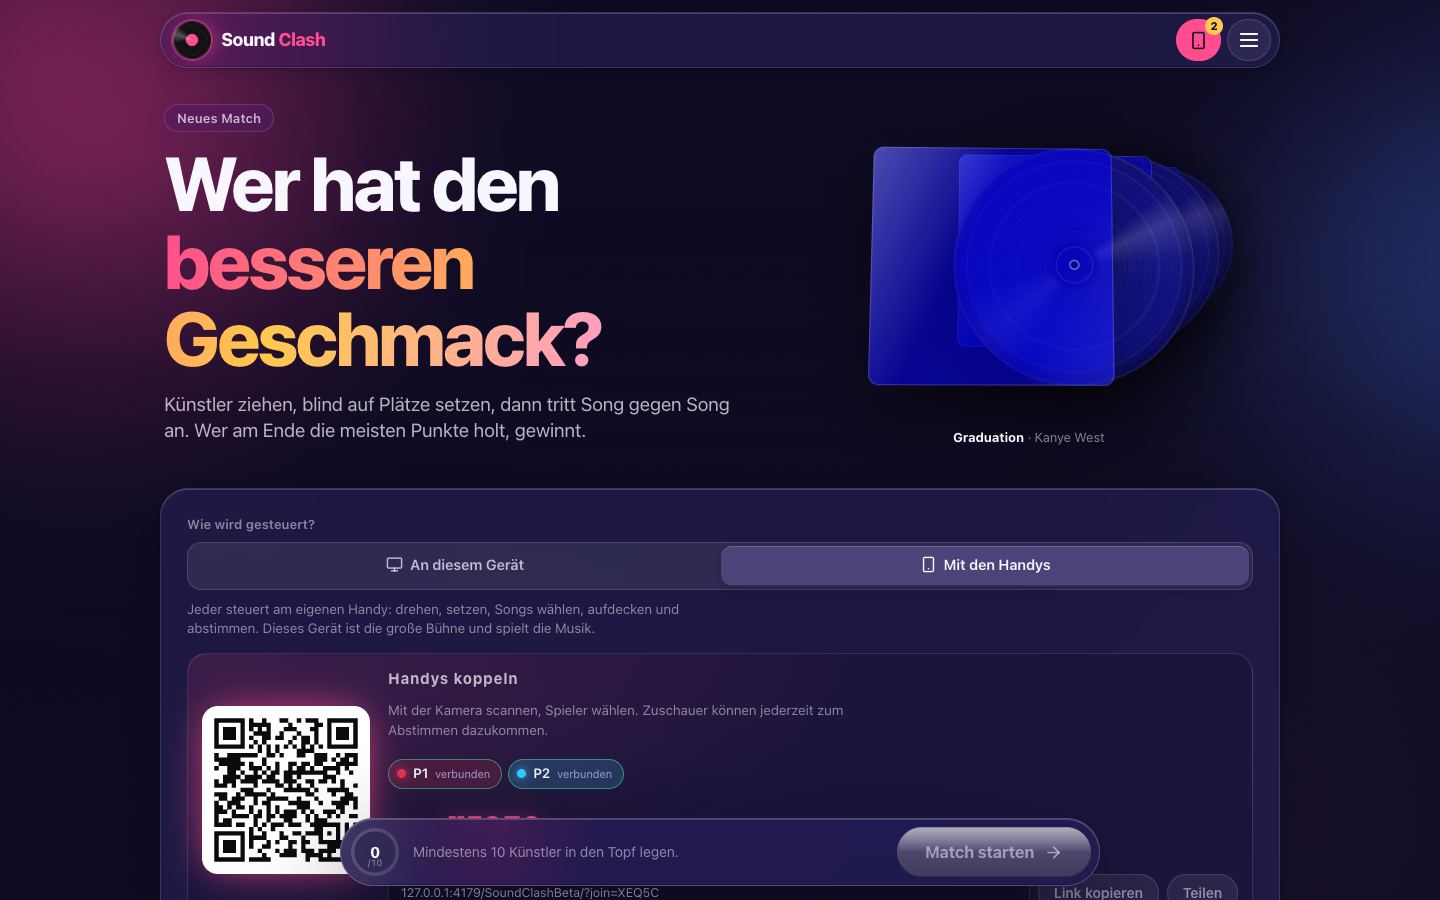 Sound Clash
2
Neues Match
Wer hat den
besseren
Geschmack?
Künstler ziehen, blind auf Plätze setzen, dann tritt Song gegen Song
an. Wer am Ende die meisten Punkte holt, gewinnt.
Graduation · Kanye West
Wie wird gesteuert?
An diesem Gerät
Mit den Handys
Jeder steuert am eigenen Handy: drehen, setzen, Songs wählen, aufdecken und
abstimmen. Dieses Gerät ist die große Bühne und spielt die Musik.
Handys koppeln
Mit der Kamera scannen, Spieler wählen. Zuschauer können jederzeit zum
Abstimmen dazukommen.
P1 verbunden
P2 verbunden
0
/10
Mindestens 10 Künstler in den Topf legen.
Match starten
127.0.0.1:4179/SoundClashBeta/?join=XEQ5C
Link kopieren
Teilen